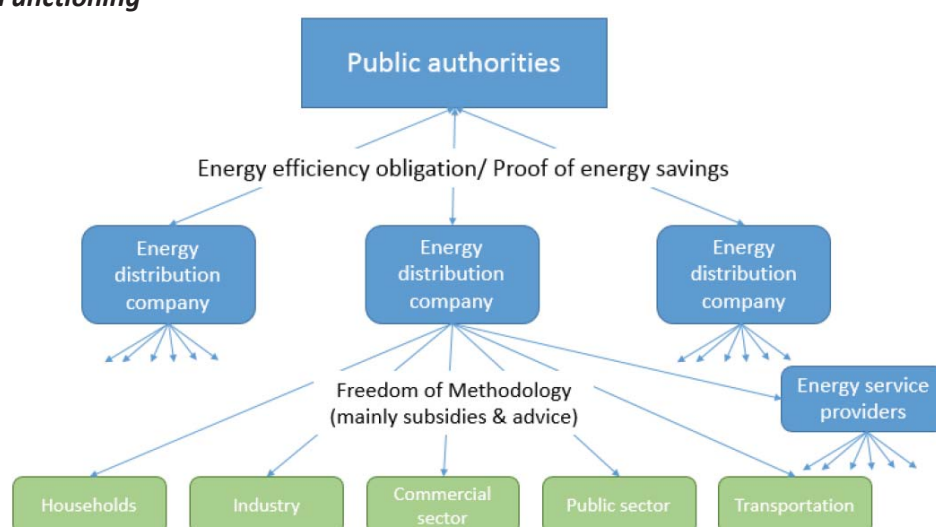 Functioning
Public authorities
Energy efficiency obligation/ Proof of energy savings
Energy
distribution
company
Energy
distribution
company
Energy
distribution
company
Freedom of Methodology
(mainly subsidies & advice)
Energy service
providers
Households
Industry
Commercial
sector
Public sector
Transportation